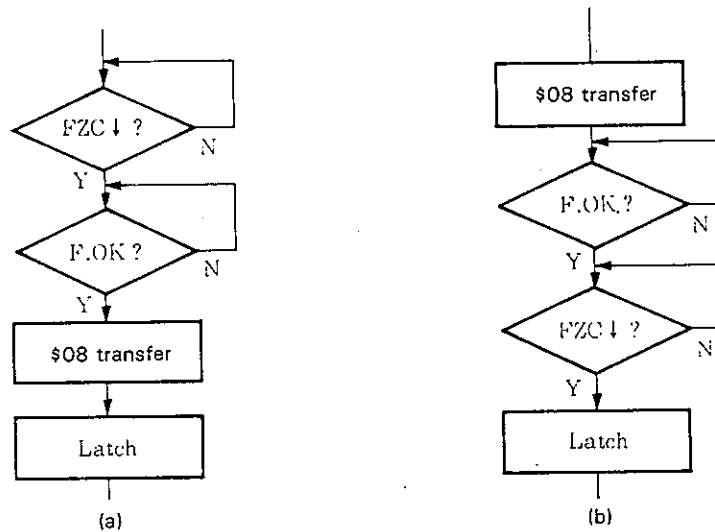 FZC ↓ ?
N
Y
F.OK ?
N
Y
$08 transfer
Latch
(a)
$08 transfer
F.OK.?
N
Y
FZC ↓ ?
N
Y
Latch
(b)